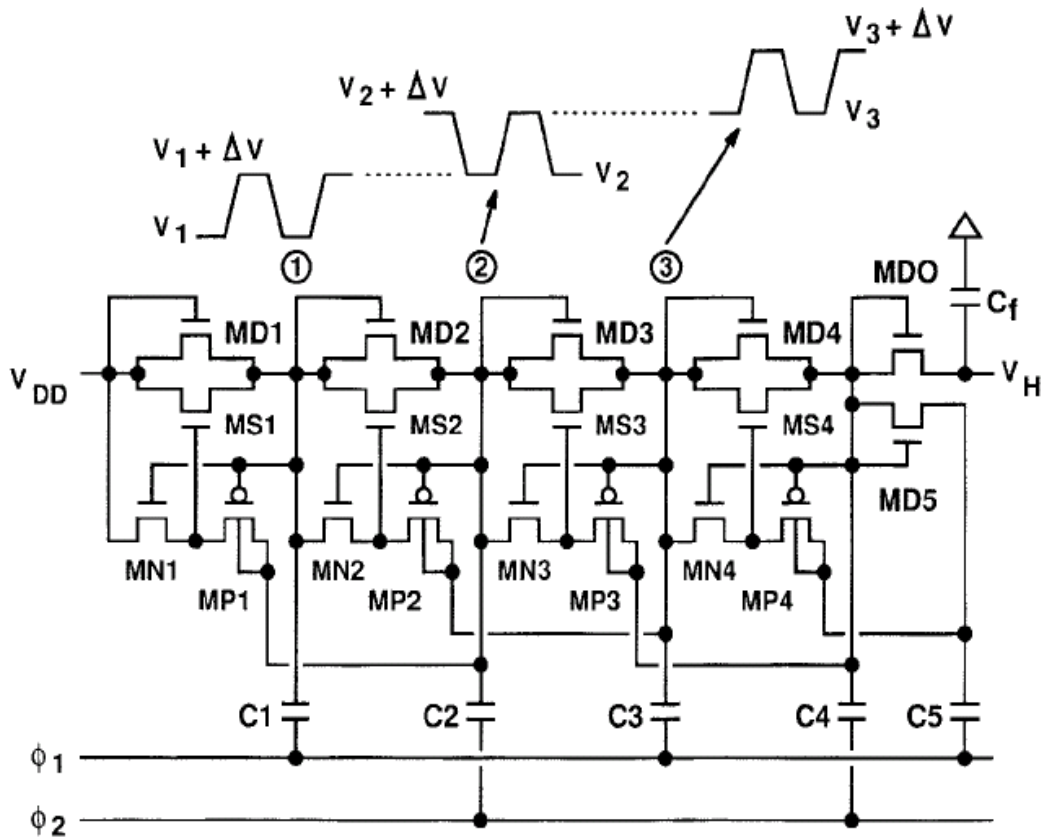 V3 + ΔV
V2 + ΔV
V3
V1 + ΔV
V2
V1
① ② ③
MDO
Cf
MD1 MD2 MD3 MD4
VDD
VH
MS1 MS2 MS3 MS4
MD5
MN1 MN2 MN3 MN4
MP1 MP2 MP3 MP4
C1 C2 C3 C4 C5
ϕ1
ϕ2